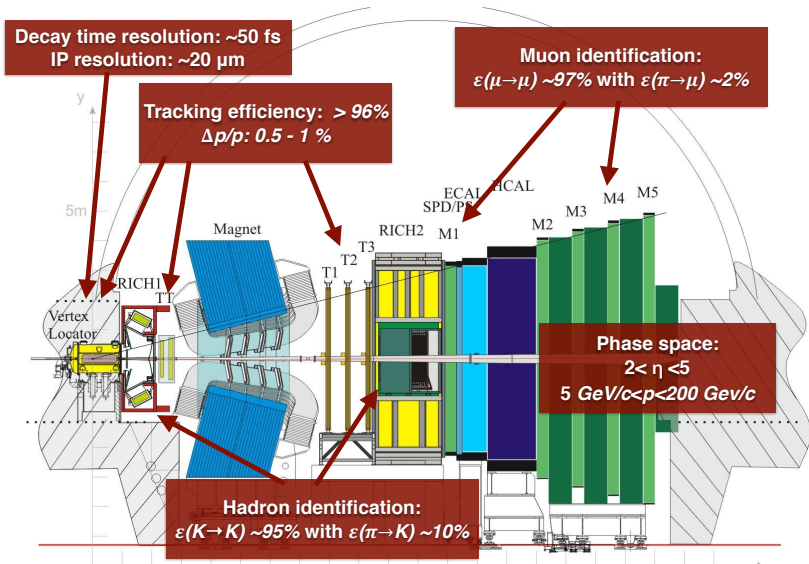 Decay time resolution: ~50 fs
IP resolution: ~20 μm
Muon identification:
ε(μ→μ) ~97% with ε(π→μ) ~2%
Tracking efficiency: > 96%
Δp/p: 0.5 - 1 %
y
5m
Magnet
RICH1
TT
Vertex
Locator
T1
T2
T3
RICH2
M1
SPD/PS
ECAL
HCAL
M2
M3
M4
M5
Phase space:
2< η <5
5 GeV/c<p<200 Gev/c
Hadron identification:
ε(K→K) ~95% with ε(π→K) ~10%